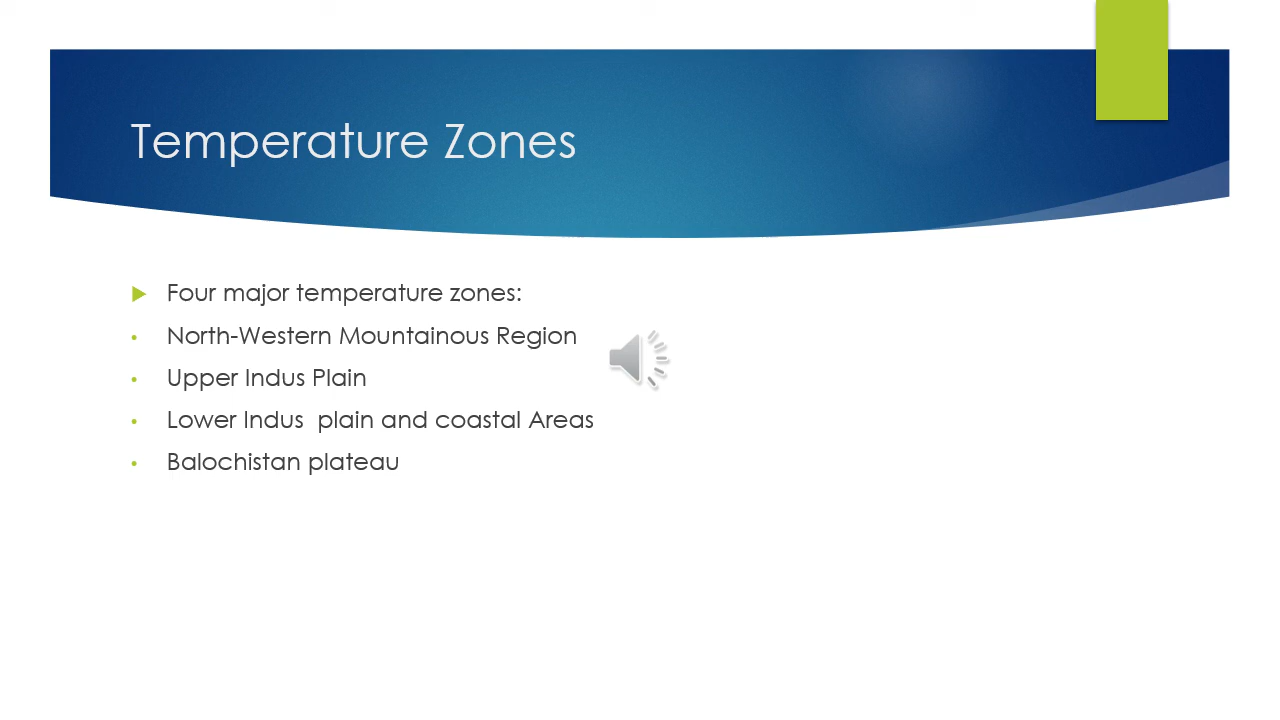 Temperature Zones
Four major temperature zones:
North-Western Mountainous Region
Upper Indus Plain
Lower Indus  plain and coastal Areas
Balochistan plateau